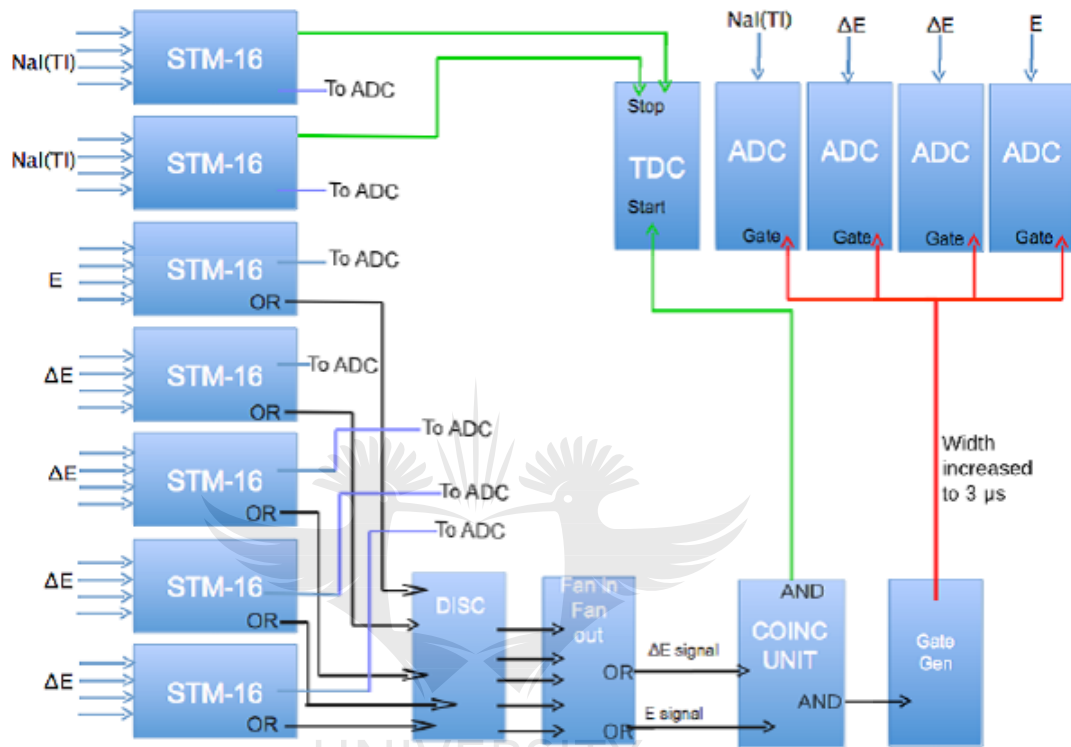 NaI(Tl)
STM-16
To ADC
NaI(Tl)
STM-16
To ADC
E
STM-16
To ADC
OR
ΔE
STM-16
To ADC
OR
ΔE
STM-16
To ADC
OR
ΔE
STM-16
To ADC
OR
ΔE
STM-16
To ADC
OR
DISC
Fan in
Fan
out
OR
OR
ΔE signal
E signal
AND
COINC
UNIT
AND
Gate
Gen
Width
increased
to 3 µs
Stop
TDC
Start
NaI(Tl)
ADC
Gate
ΔE
ADC
Gate
ΔE
ADC
Gate
E
ADC
Gate
UNIVERSITY